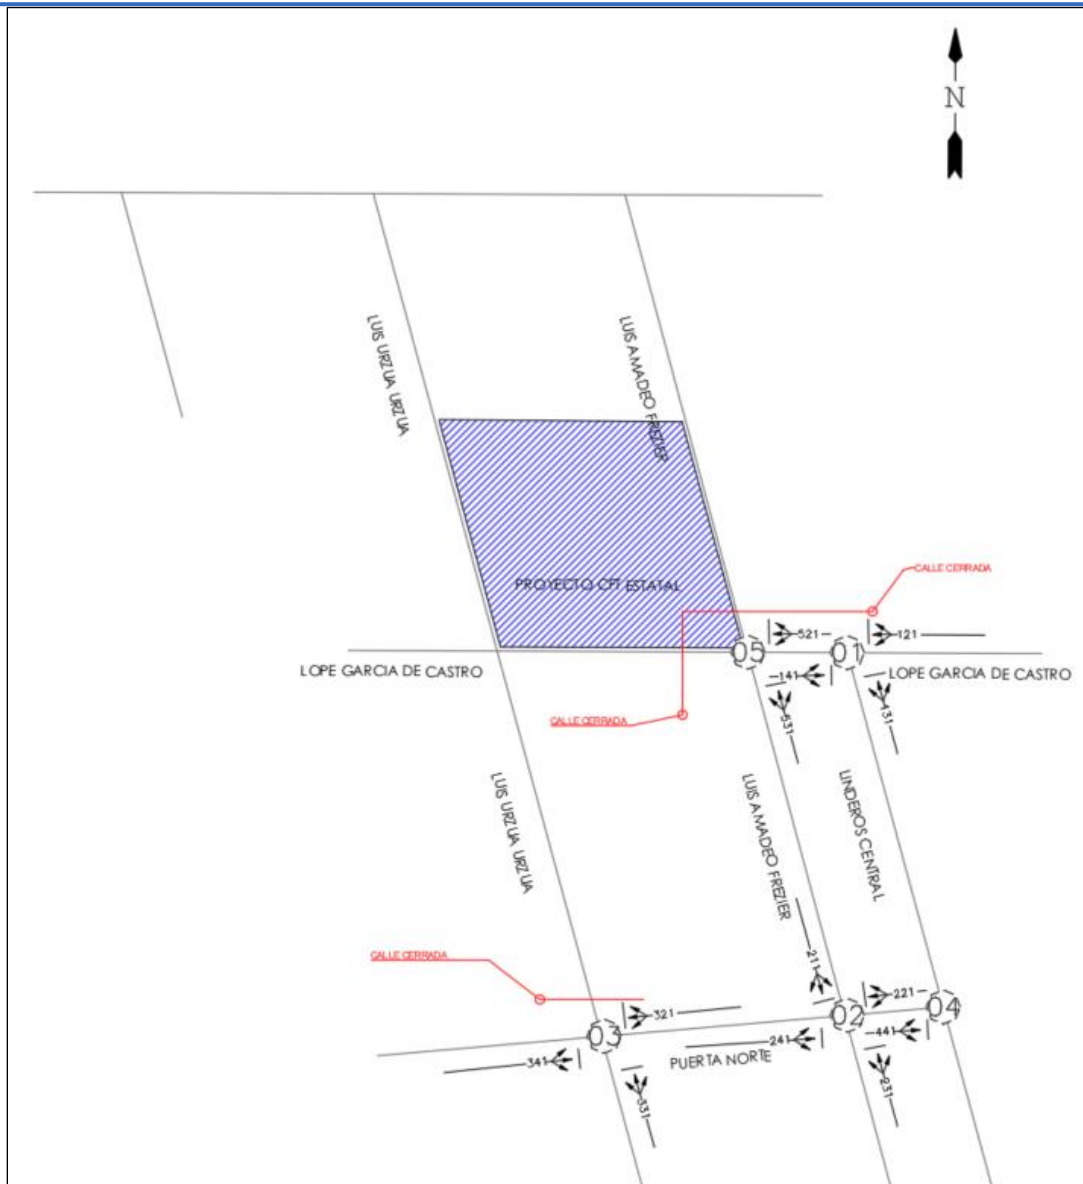 N
LUIS URZUA URZUA
LUIS AMADEO FREZIER
PROYECTO CFT ESTATAL
CALLE CERRADA
521
121
05
01
LOPE GARCIA DE CASTRO
141
LOPE GARCIA DE CASTRO
CALLE CERRADA
531
131
LUIS URZUA URZUA
LUIS AMADEO FREZIER
LINDEROS CENTRAL
CALLE CERRADA
211
221
321
03
02
04
341
241
441
PUERTA NORTE
331
231